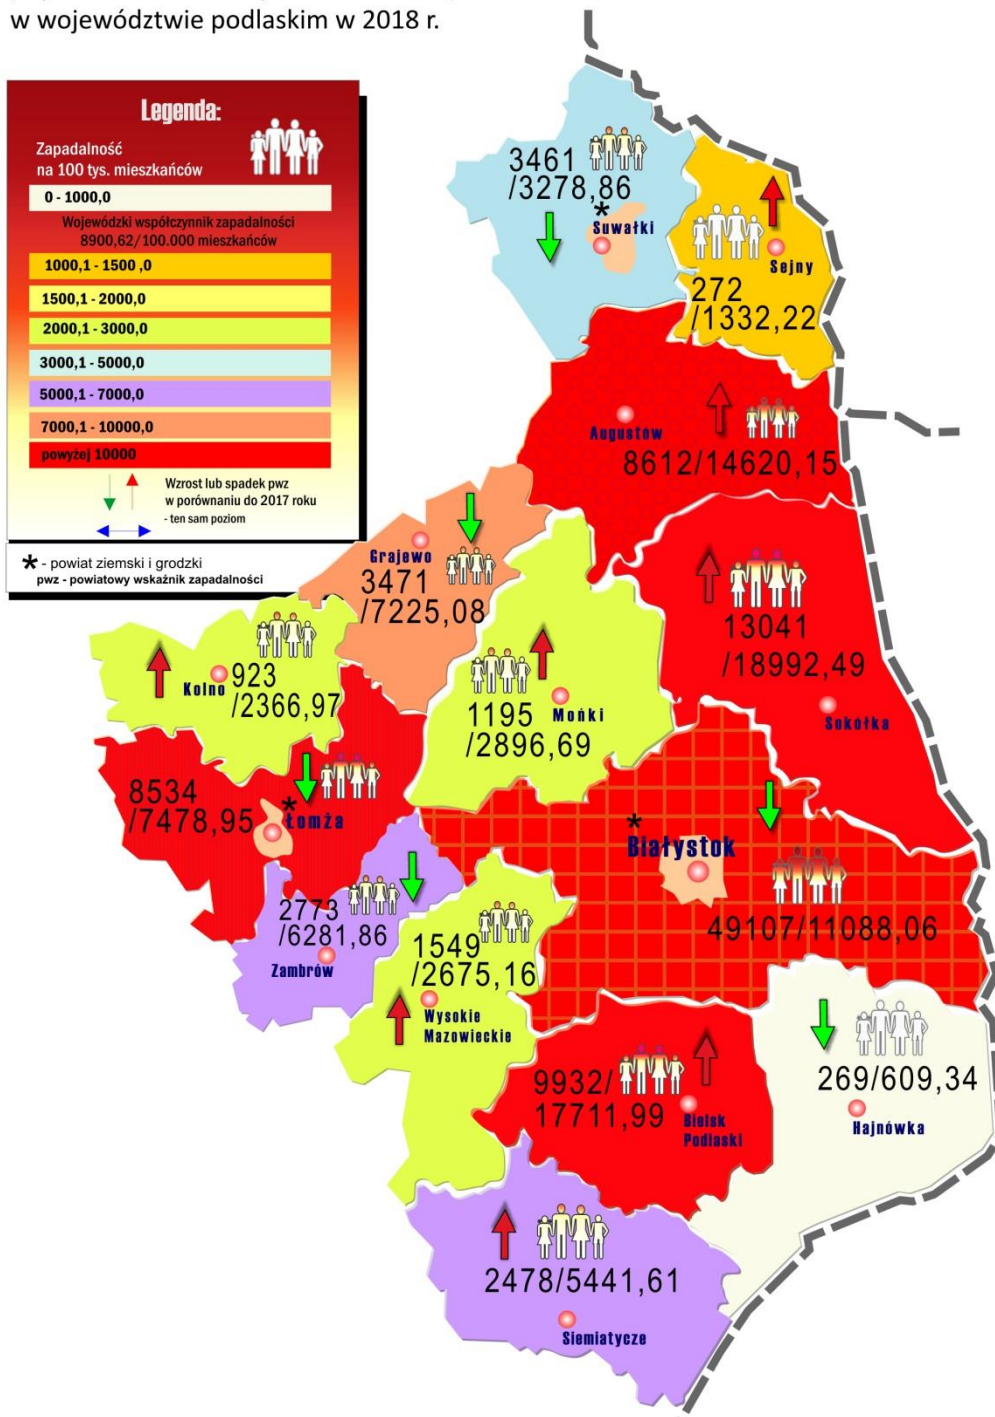 w województwie podlaskim w 2018 r.
Legenda:
Zapadalność
na 100 tys. mieszkańców
0 - 1000,0
Wojewódzki współczynnik zapadalności
8900,62/100.000 mieszkańców
1000,1 - 1500 ,0
1500,1 - 2000,0
2000,1 - 3000,0
3000,1 - 5000,0
5000,1 - 7000,0
7000,1 - 10000,0
powyżej 10000
Wzrost lub spadek pwz
w porównaniu do 2017 roku
- ten sam poziom
* - powiat ziemski i grodzki
pwz - powiatowy wskaźnik zapadalności
3461
/3278,86
*
Suwałki
Sejny
272
/1332,22
Augustów
8612/14620,15
Grajewo
3471
/7225,08
13041
/18992,49
Sokółka
Kolno
923
/2366,97
1195
/2896,69
Mońki
8534
/7478,95
*
Łomża
*
Białystok
49107/11088,06
2773
/6281,86
Zambrów
1549
/2675,16
Wysokie
Mazowieckie
9932/
17711,99
Bielsk
Podlaski
269/609,34
Hajnówka
2478/5441,61
Siemiatycze